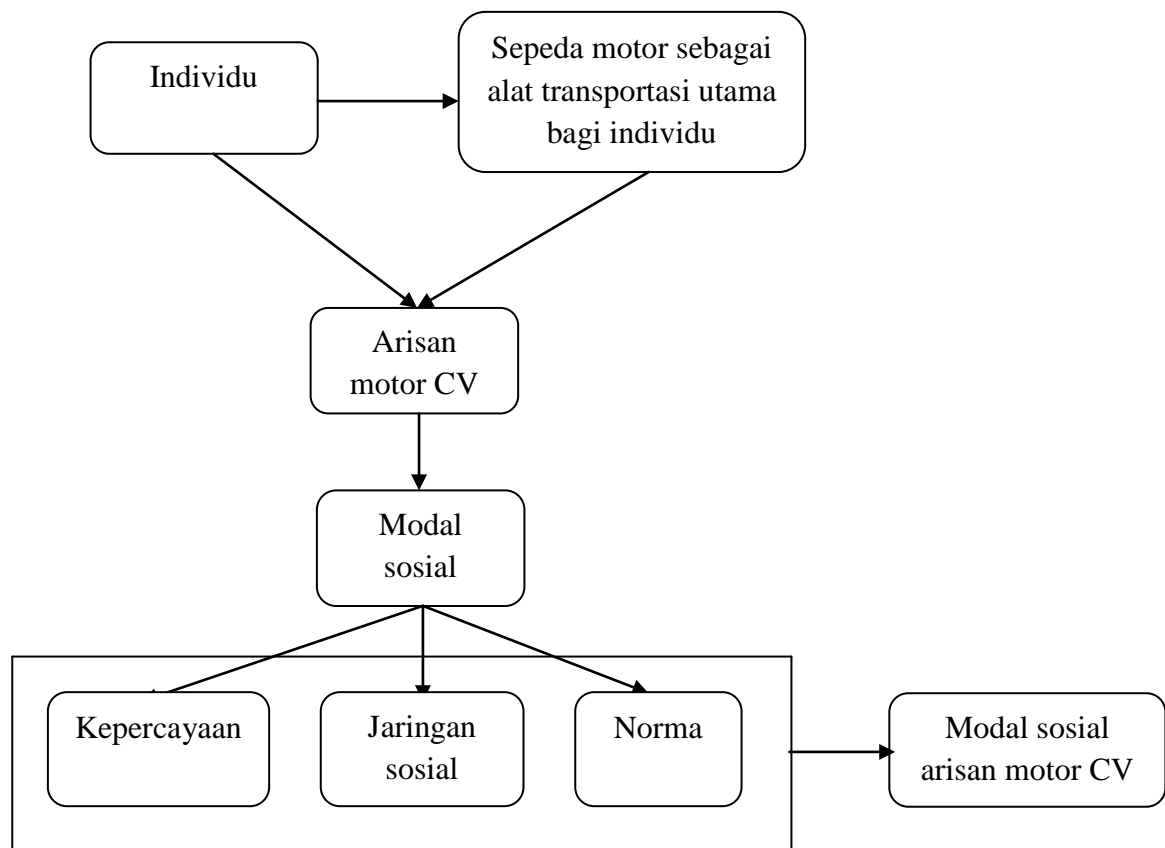 Individu
Sepeda motor sebagai
alat transportasi utama
bagi individu
Arisan
motor CV
Modal
sosial
Kepercayaan
Jaringan
sosial
Norma
Modal sosial
arisan motor CV